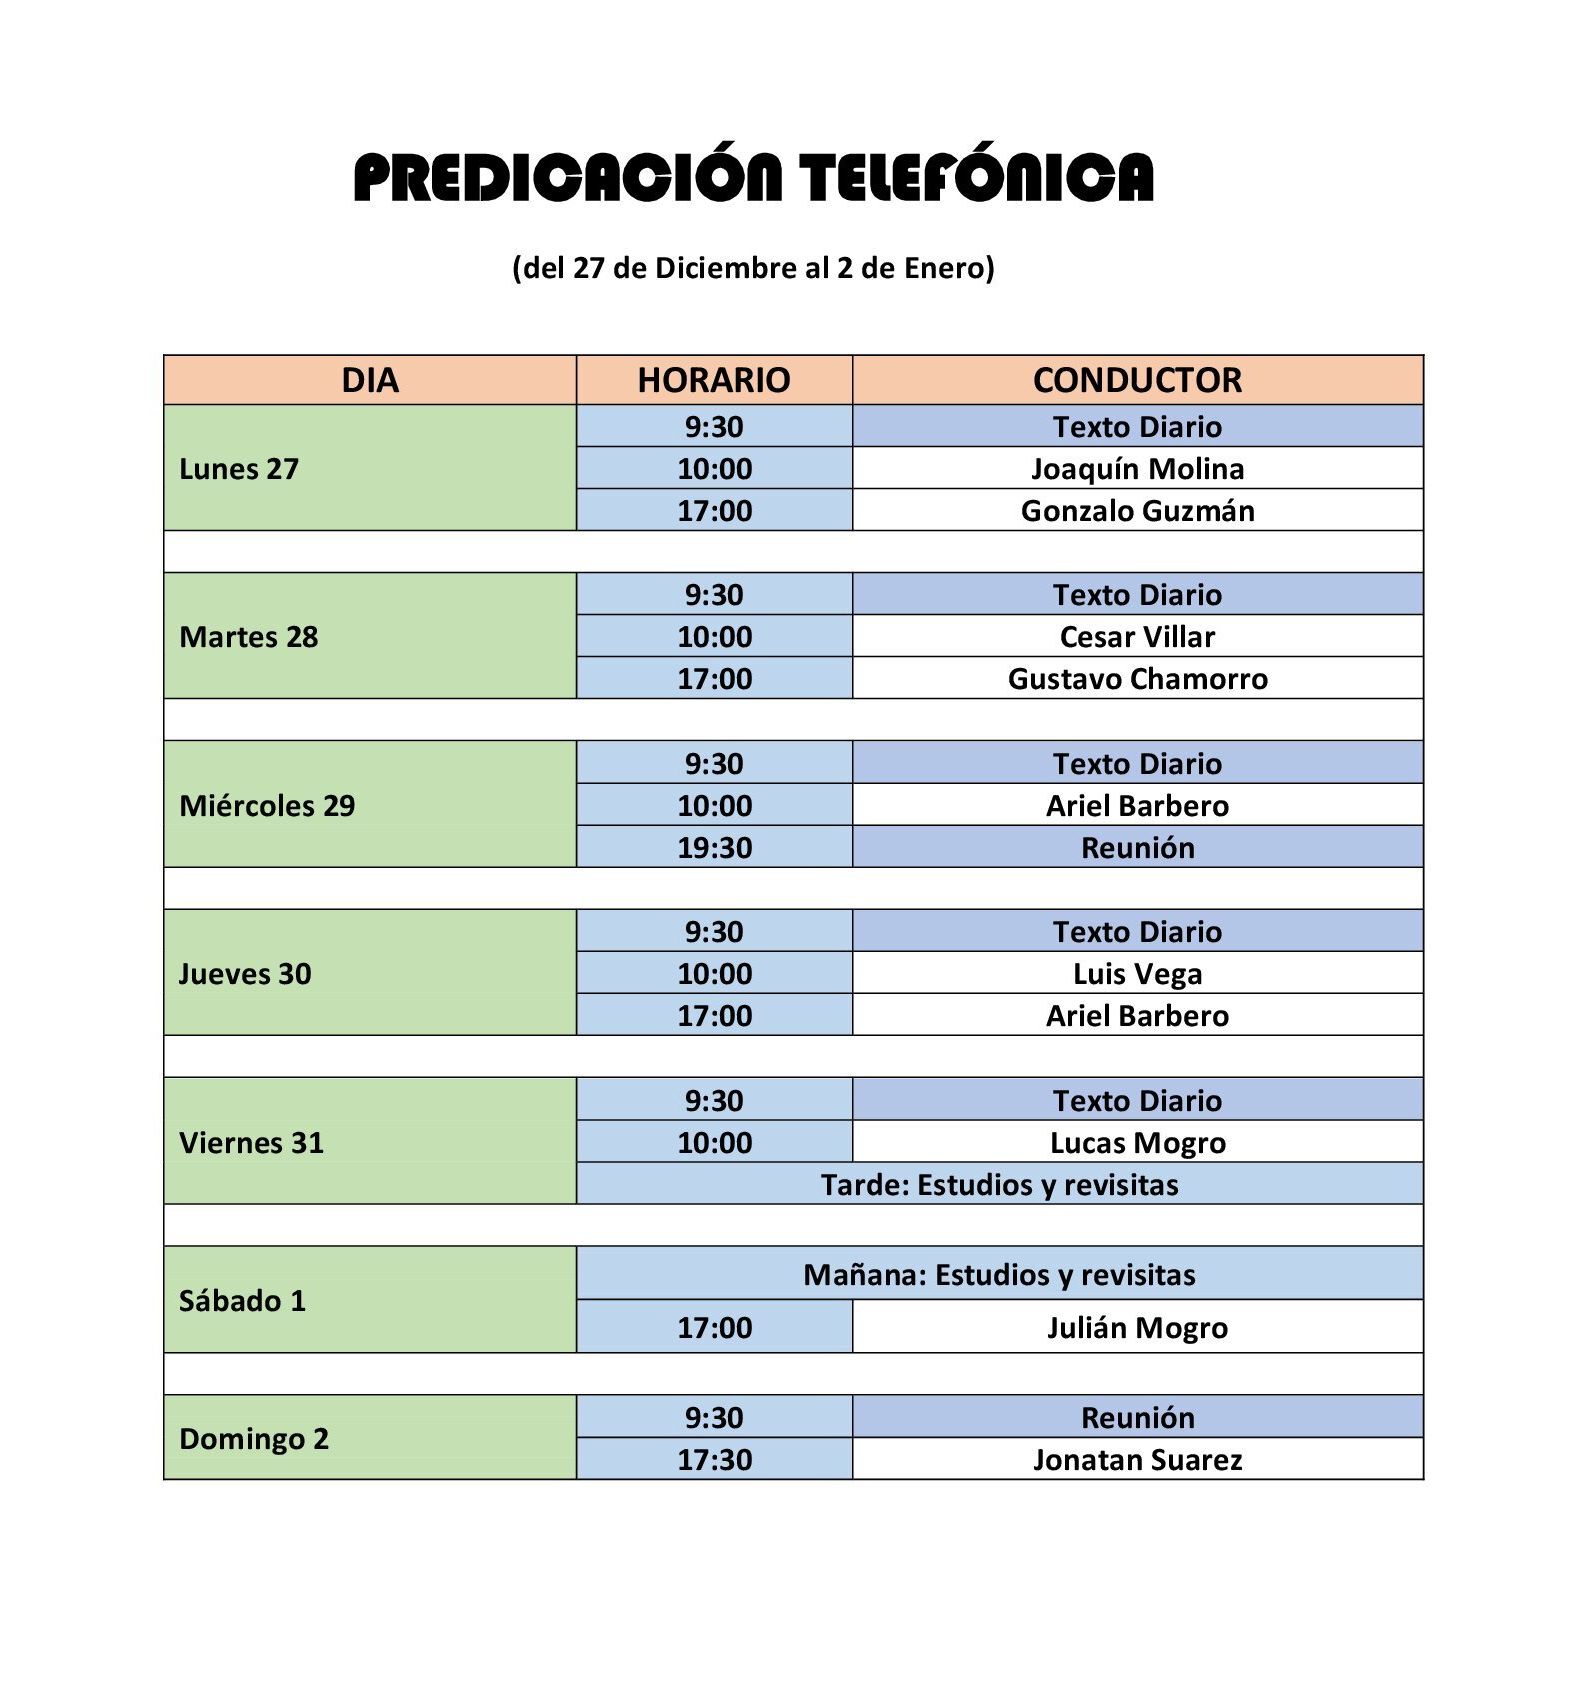 PREDICACIÓN TELEFÓNICA
(del 27 de Diciembre al 2 de Enero)
DIA HORARIO CONDUCTOR
Lunes 27
9:30 Texto Diario
10:00 Joaquín Molina
17:00 Gonzalo Guzmán
Martes 28
9:30 Texto Diario
10:00 Cesar Villar
17:00 Gustavo Chamorro
Miércoles 29
9:30 Texto Diario
10:00 Ariel Barbero
19:30 Reunión
Jueves 30
9:30 Texto Diario
10:00 Luis Vega
17:00 Ariel Barbero
Viernes 31
9:30 Texto Diario
10:00 Lucas Mogro
Tarde: Estudios y revisitas
Sábado 1
Mañana: Estudios y revisitas
17:00 Julián Mogro
Domingo 2
9:30 Reunión
17:30 Jonatan Suarez